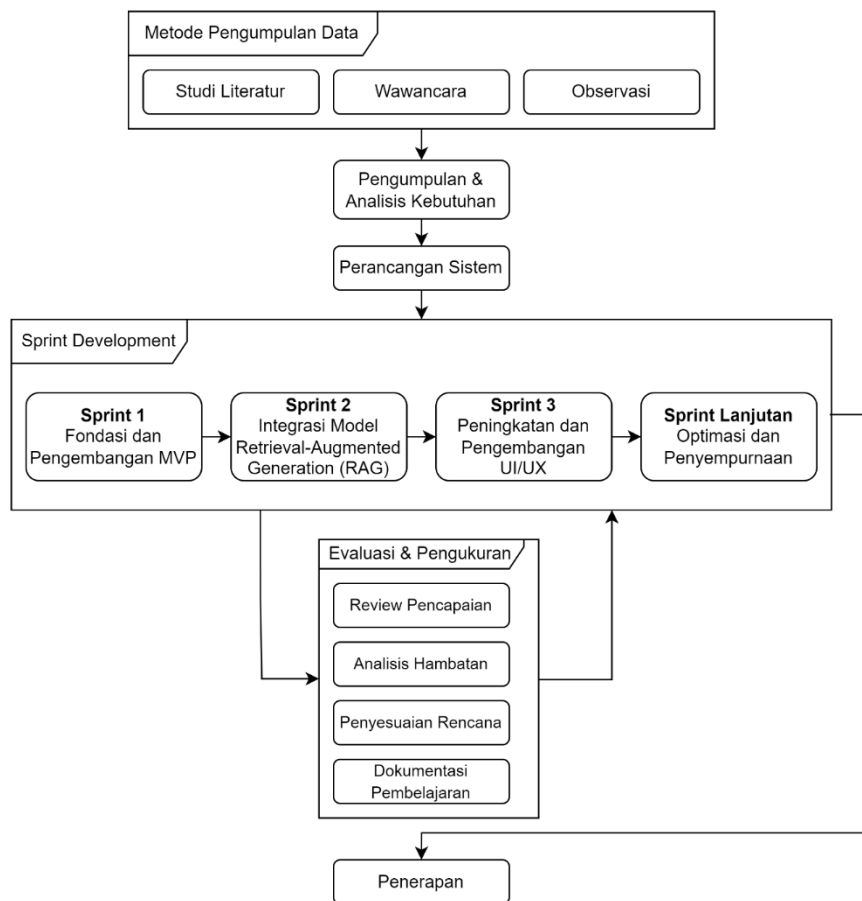 Metode Pengumpulan Data
Studi Literatur
Wawancara
Observasi
Pengumpulan &
Analisis Kebutuhan
Perancangan Sistem
Sprint Development
Sprint 1
Fondasi dan
Pengembangan MVP
Sprint 2
Integrasi Model
Retrieval-Augmented
Generation (RAG)
Sprint 3
Peningkatan dan
Pengembangan
UI/UX
Sprint Lanjutan
Optimasi dan
Penyempurnaan
Evaluasi & Pengukuran
Review Pencapaian
Analisis Hambatan
Penyesuaian Rencana
Dokumentasi
Pembelajaran
Penerapan